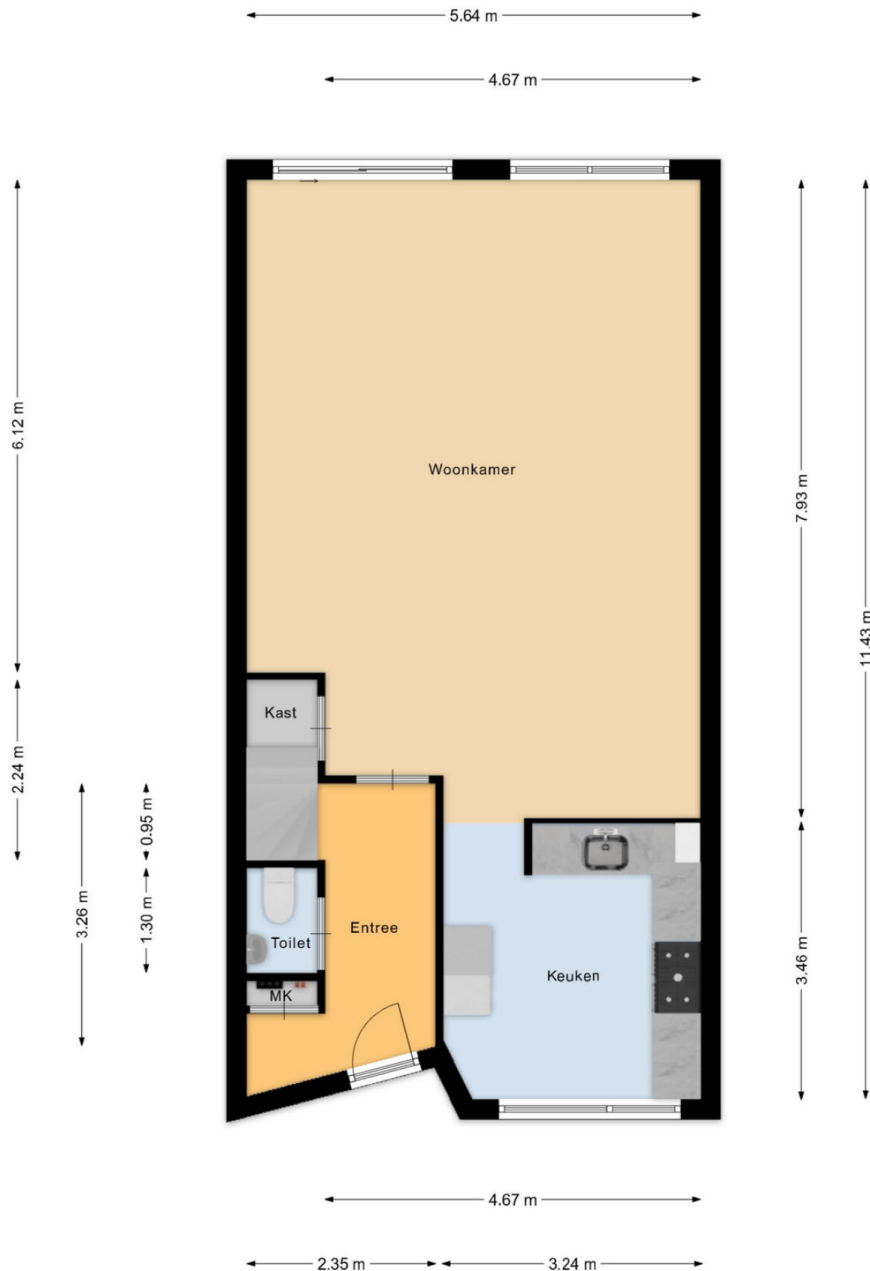 5.64 m
4.67 m
6.12 m
7.93 m
11.43 m
Woonkamer
Kast
2.24 m
0.95 m
3.26 m
1.30 m
Entree
Toilet
Keuken
3.46 m
MK
4.67 m
2.35 m
3.24 m